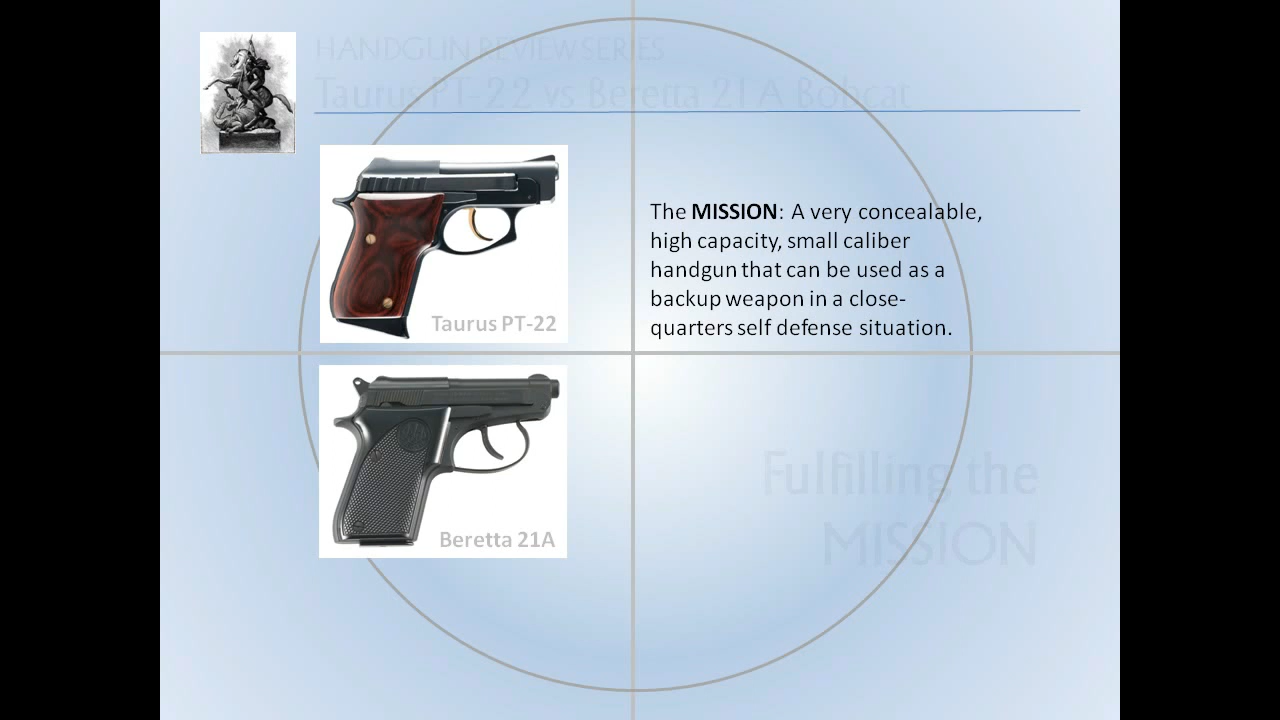 HANDGUN REVIEW SERIES
Taurus PT-22 vs Beretta 21A Bobcat
The MISSION: A very concealable,
high capacity, small caliber
handgun that can be used as a
backup weapon in a close-
quarters self defense situation.
Taurus PT-22
Beretta 21A
Fulfilling the
MISSION